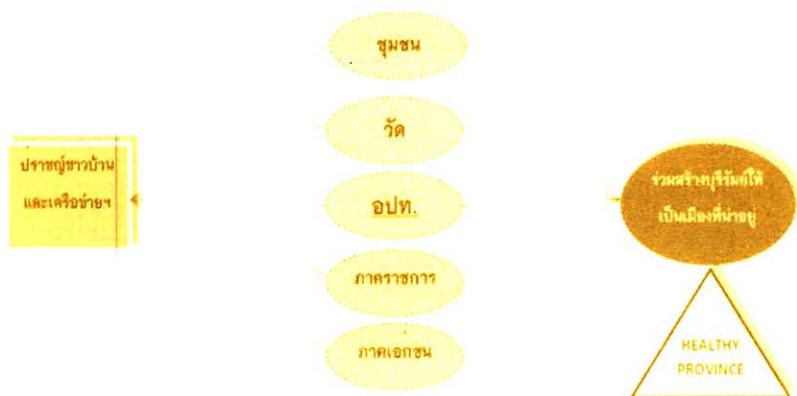 ชุมชน
วัด
ปราชญ์ชาวบ้าน
และเครือข่ายฯ
อปท.
ร่วมสร้างบุรีรัมย์ให้
เป็นเมืองที่น่าอยู่
ภาคราชการ
ภาคเอกชน
HEALTHY
PROVINCE